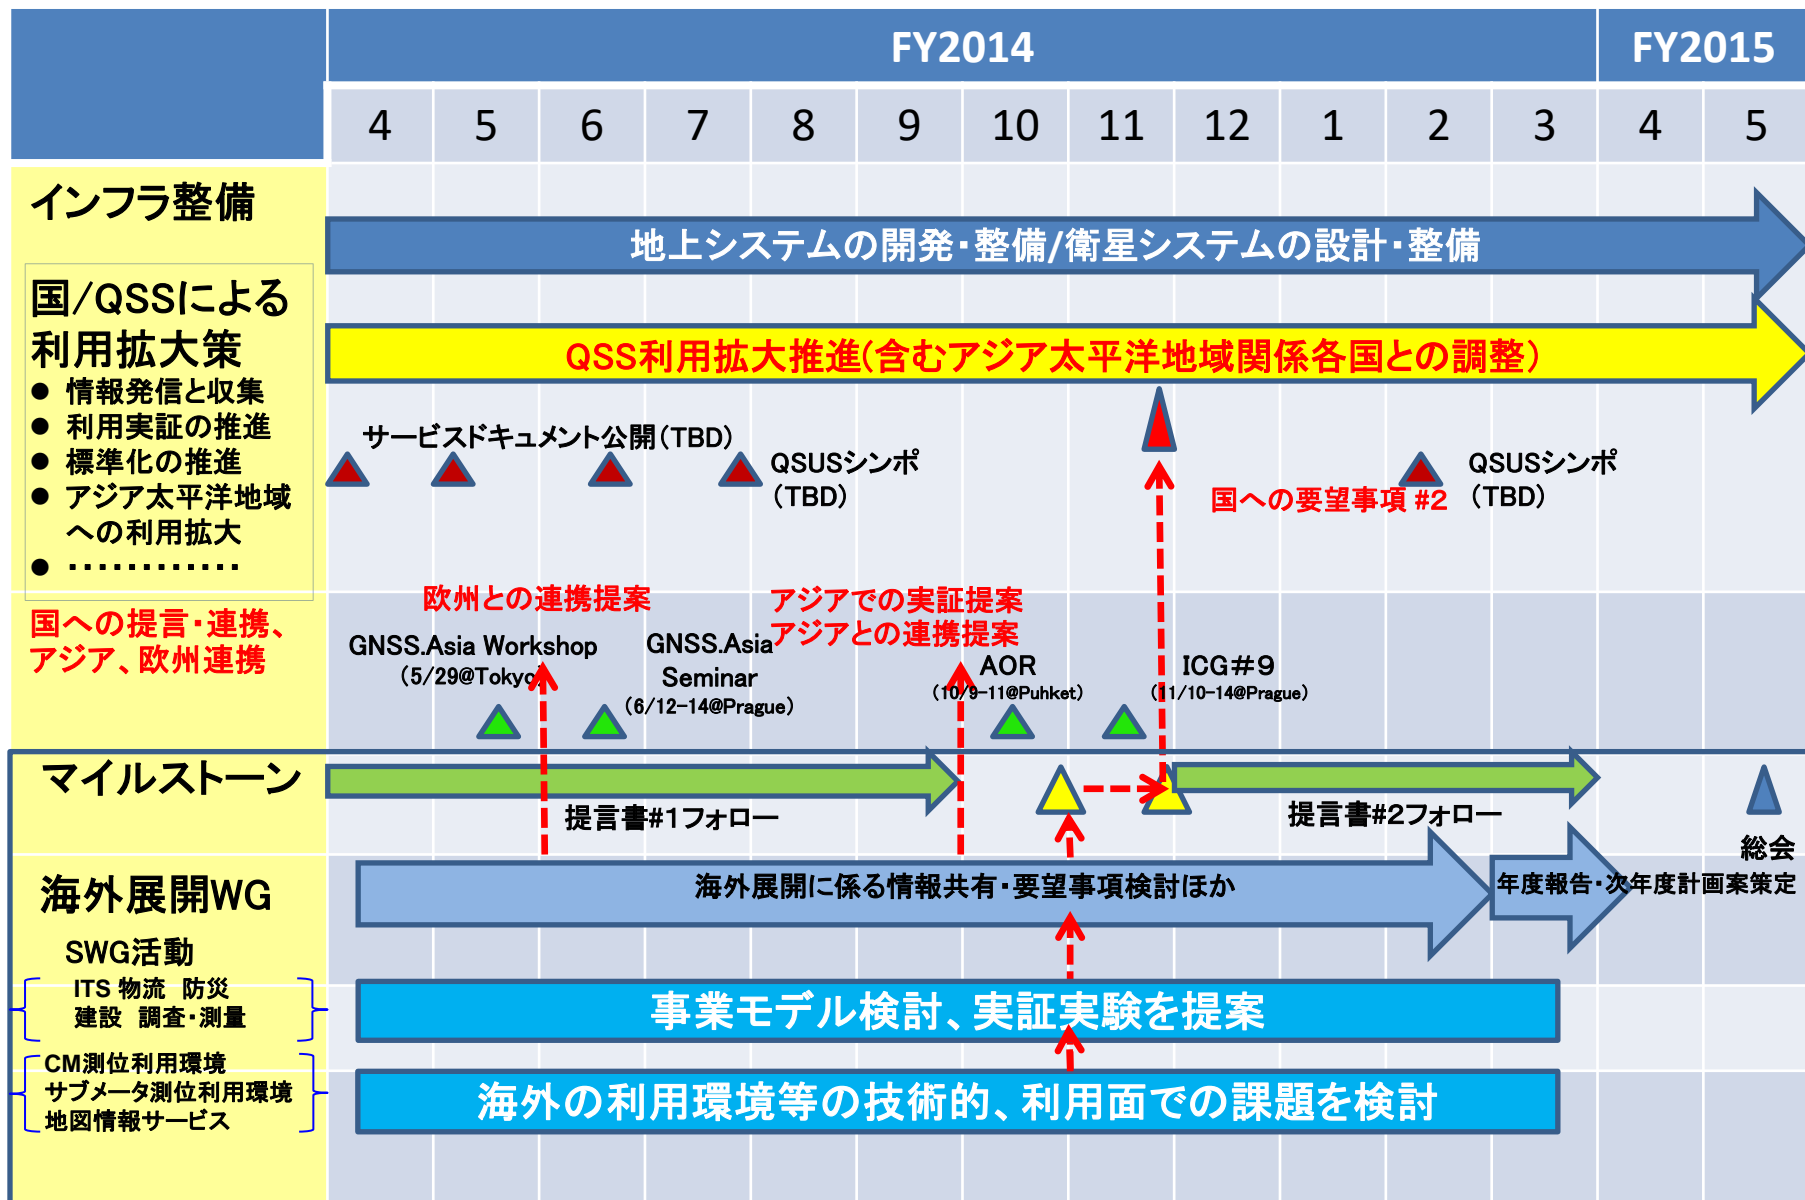 FY2014
FY2015
4 5 6 7 8 9 10 11 12 1 2 3 4 5
インフラ整備
地上システムの開発・整備/衛星システムの設計・整備
国/QSSによる
利用拡大策
● 情報発信と収集
● 利用実証の推進
● 標準化の推進
● アジア太平洋地域
への利用拡大
● ・・・・・・・・・・・・
QSS利用拡大推進(含むアジア太平洋地域関係各国との調整)
サービスドキュメント公開(TBD)
QSUSシンポ
(TBD)
国への要望事項 #2
QSUSシンポ
(TBD)
国への提言・連携、
アジア、欧州連携
欧州との連携提案
アジアでの実証提案
アジアとの連携提案
GNSS.Asia Workshop
(5/29@Tokyo)
GNSS.Asia
Seminar
(6/12-14@Prague)
AOR
(10/9-11@Puhket)
ICG#9
(11/10-14@Prague)
マイルストーン
提言書#1フォロー
提言書#2フォロー
総会
海外展開WG
海外展開に係る情報共有・要望事項検討ほか
年度報告・次年度計画案策定
SWG活動
ITS 物流 防災
建設 調査・測量
事業モデル検討、実証実験を提案
CM測位利用環境
サブメータ測位利用環境
地図情報サービス
海外の利用環境等の技術的、利用面での課題を検討